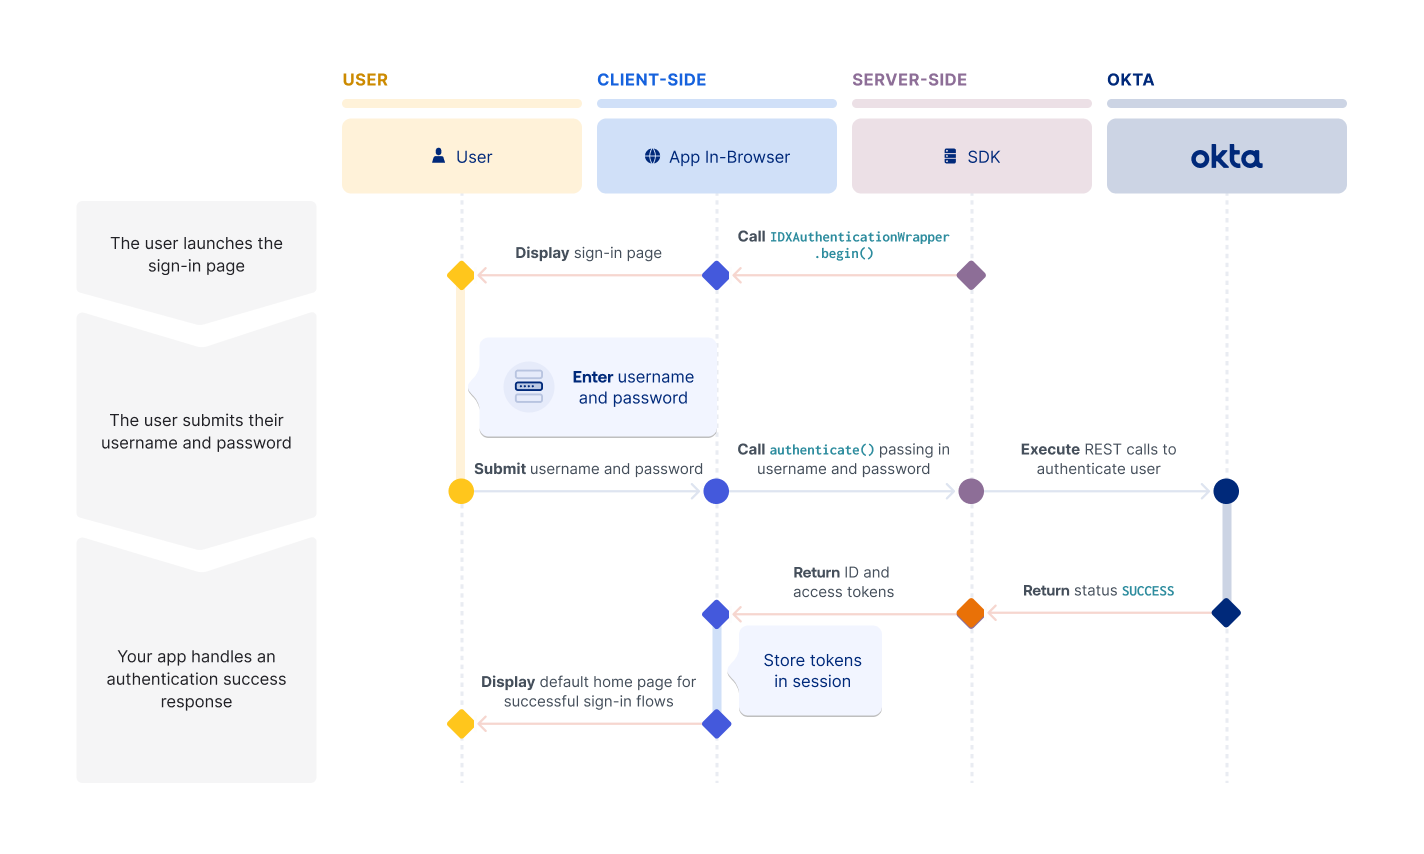 USER
CLIENT-SIDE
SERVER-SIDE
OKTA
User
App In-Browser
SDK
okta
The user launches the
sign-in page
Display sign-in page
Call IDXAuthenticationWrapper
.begin()
The user submits their
username and password
Enter username
and password
Submit username and password
Call authenticate() passing in
username and password
Execute REST calls to
authenticate user
Your app handles an
authentication success
response
Return status SUCCESS
Return ID and
access tokens
Store tokens
in session
Display default home page for
successful sign-in flows